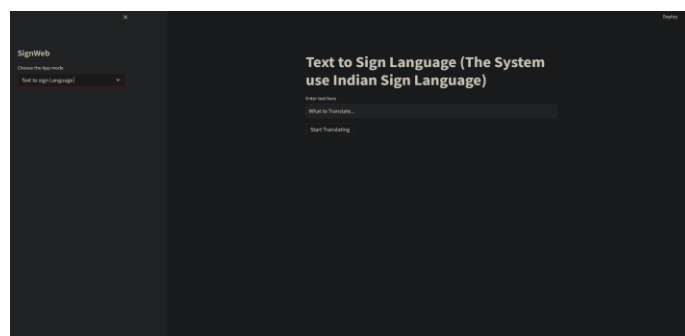 Deploy
SignWeb
Choose the App mode
Text to sign Language
Text to Sign Language (The System
use Indian Sign Language)
Enter text here
What to Translate...
Start Translating